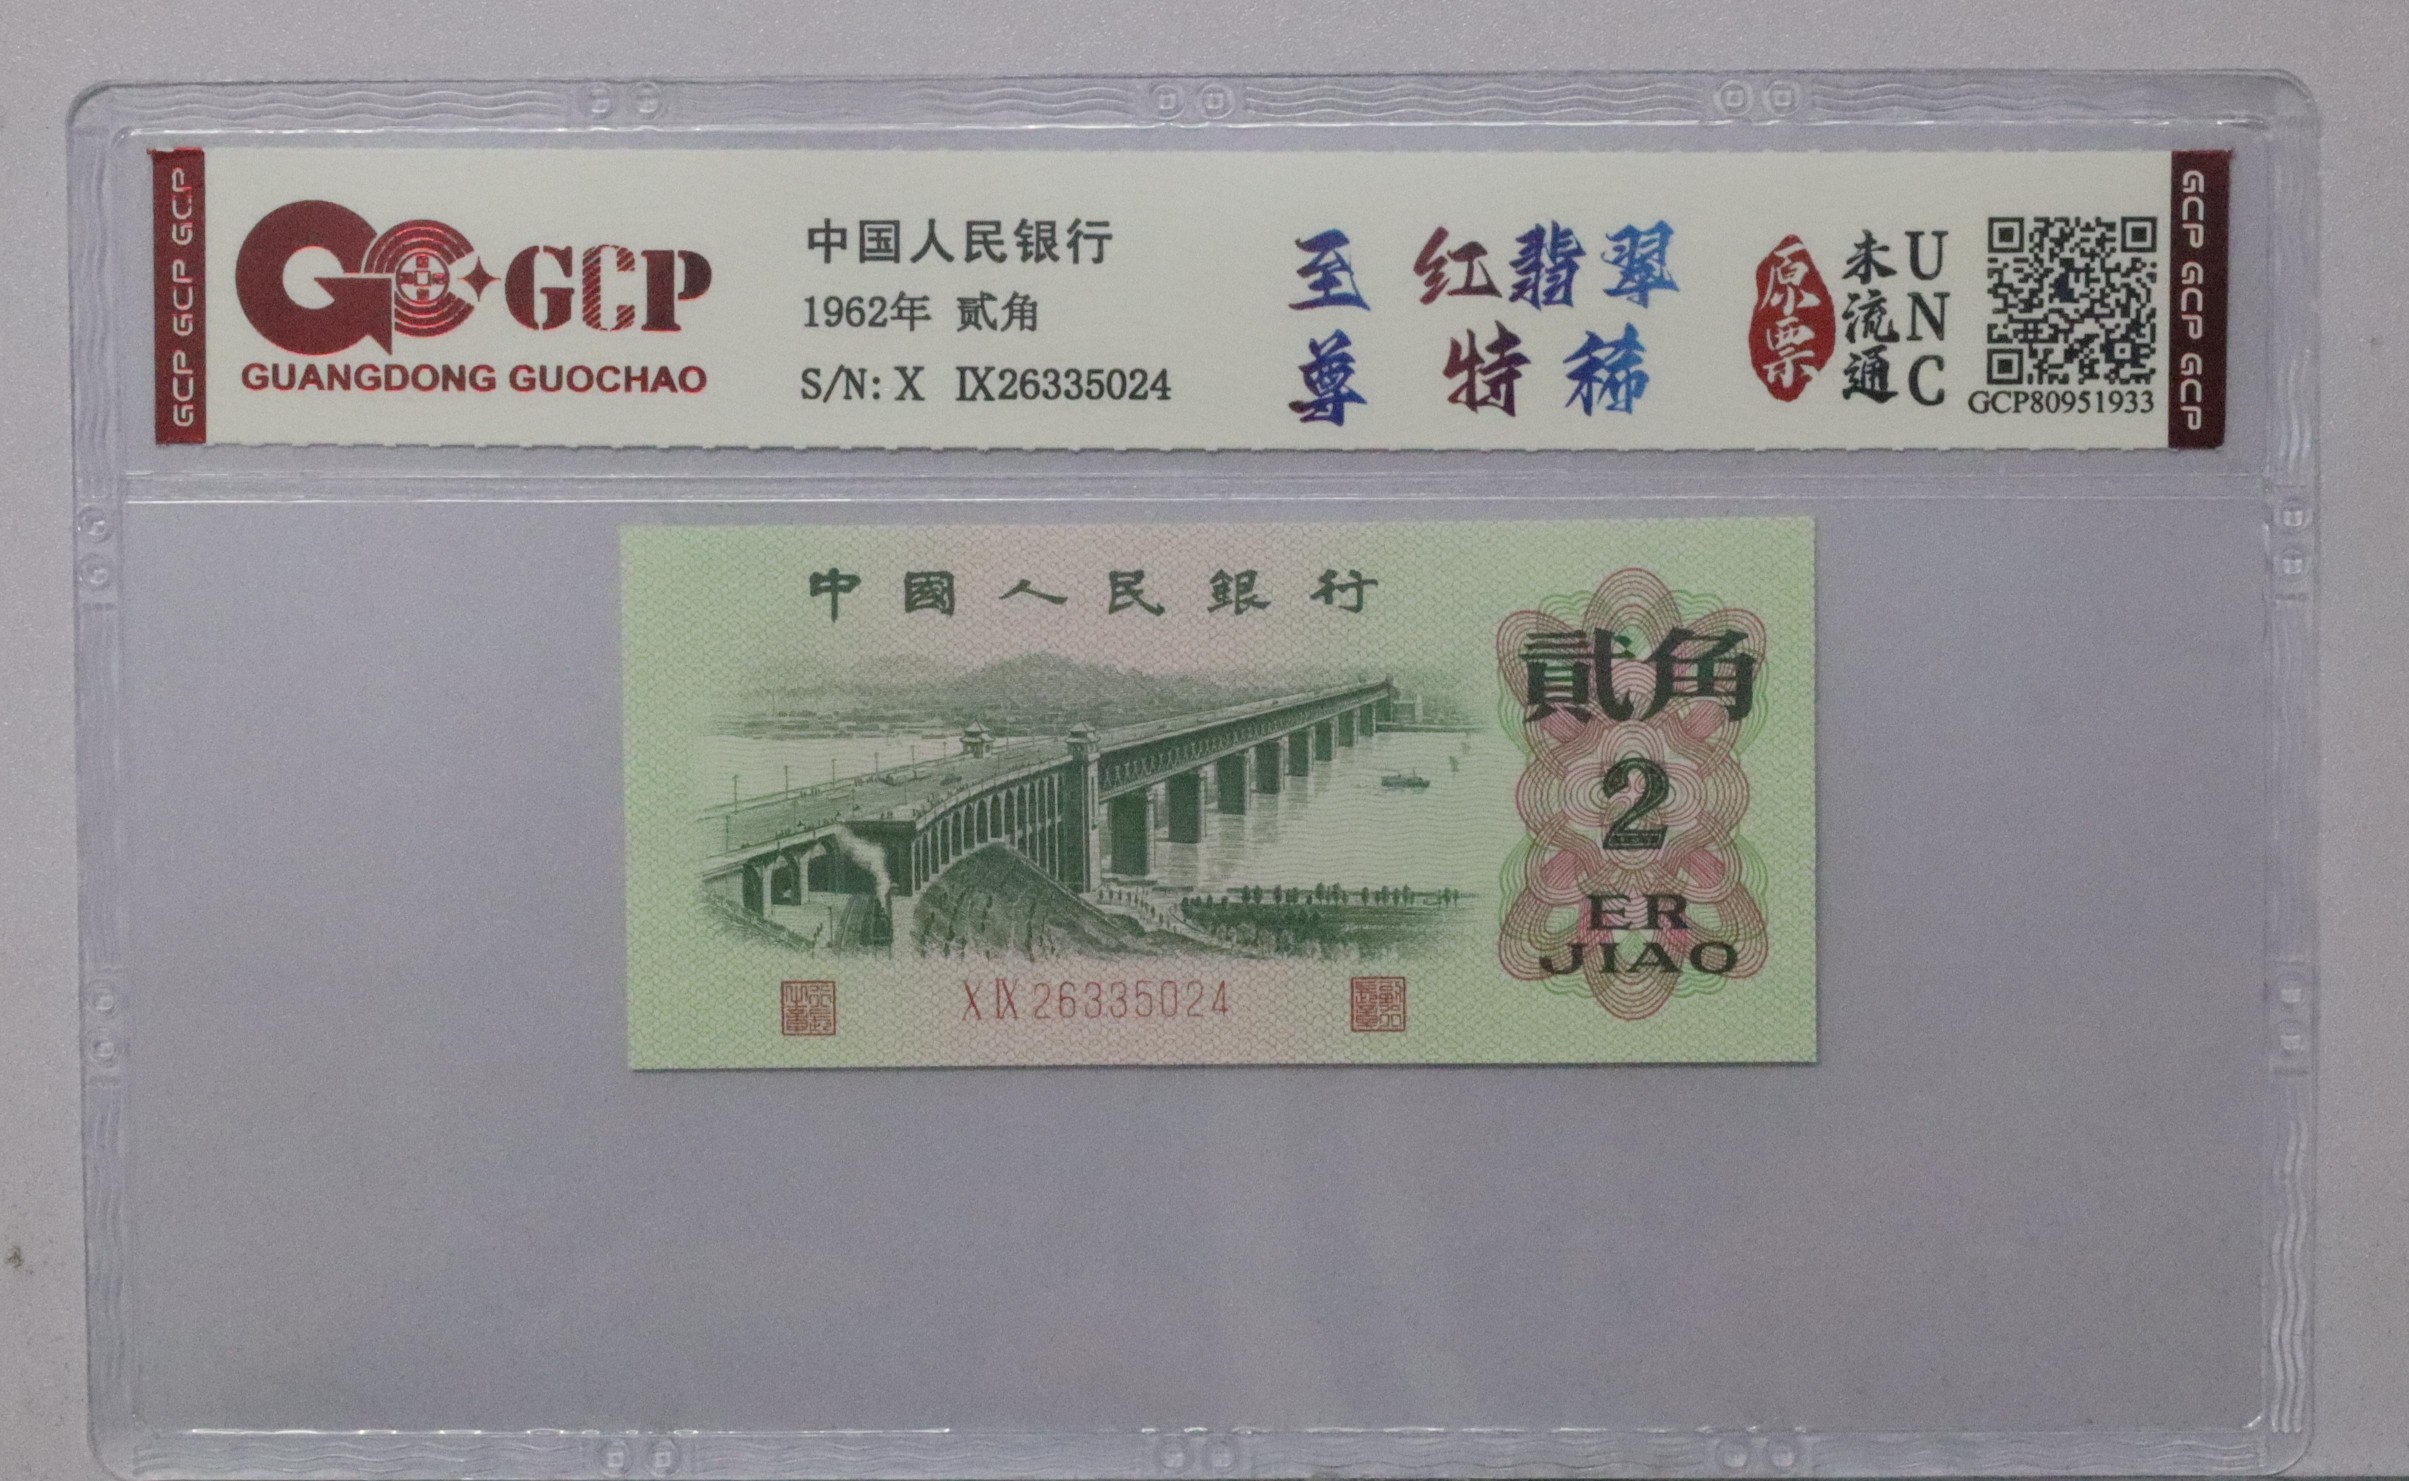 GCP GCP GCP
GCP
GUANGDONG GUOCHAO
中国人民银行
1962年 贰角
S/N: X Ⅸ26335024
至尊
红翡翠
特稀
原票
未流通
UNC
GCP80951933
GCP GCP GCP
中國人民銀行
貳角
2
ER
JIAO
X Ⅸ 26335024